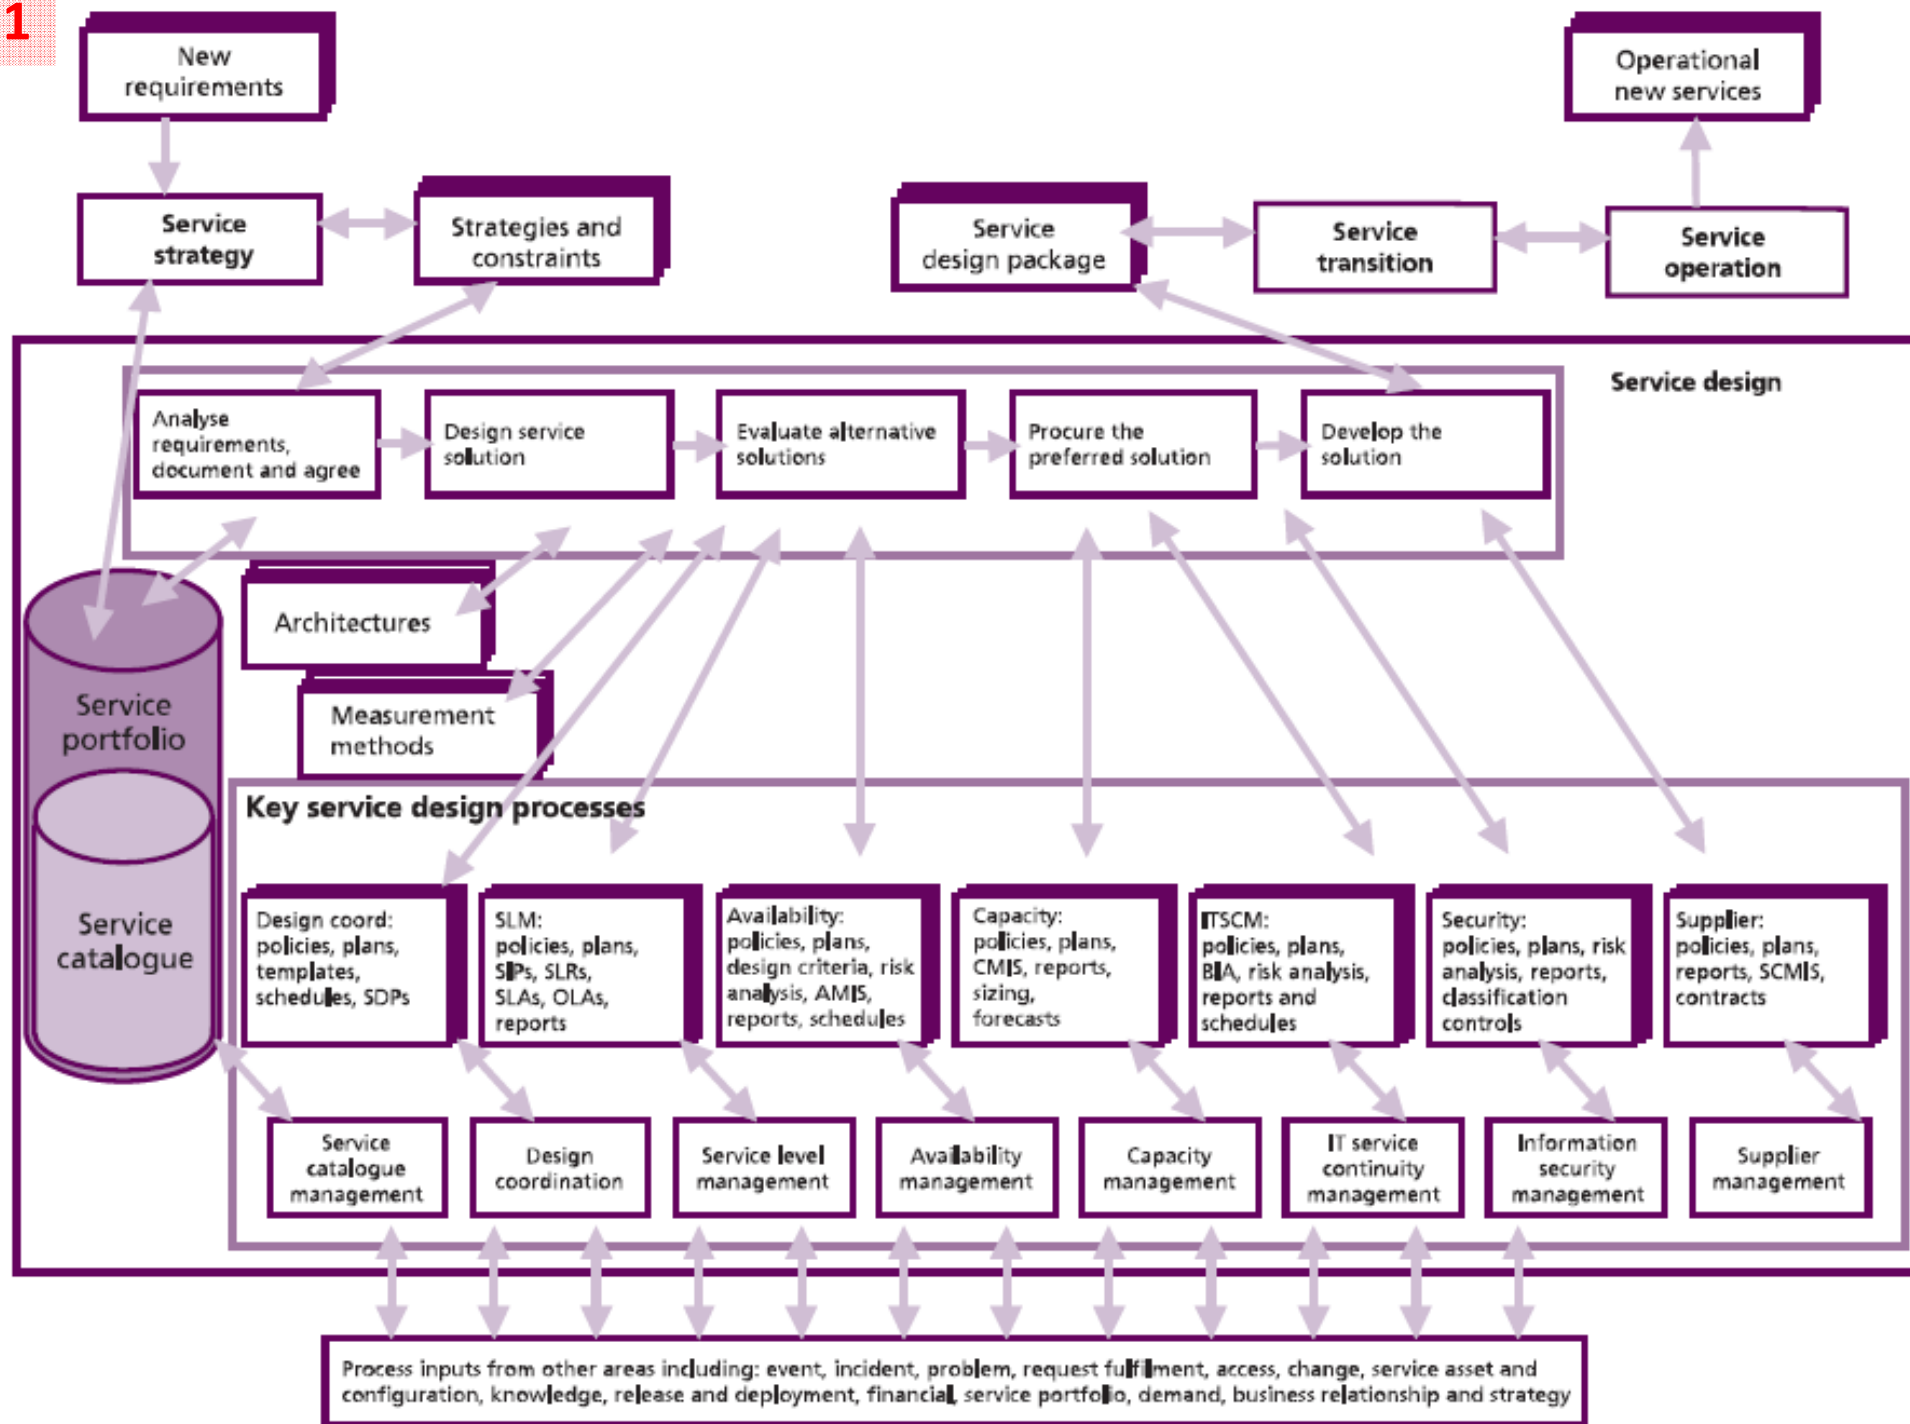 1
New
requirements
Operational
new services
Service
strategy
Strategies and
constraints
Service
design package
Service
transition
Service
operation
Service design
Analyse
requirements,
document and agree
Design service
solution
Evaluate alternative
solutions
Procure the
preferred solution
Develop the
solution
Architectures
Measurement
methods
Service
portfolio
Service
catalogue
Key service design processes
Design coord:
policies, plans,
templates,
schedules, SDPs
SLM:
policies, plans,
SIPs, SLRs,
SLAs, OLAs,
reports
Availability:
policies, plans,
design criteria, risk
analysis, AMIS,
reports, schedules
Capacity:
policies, plans,
CMIS, reports,
sizing,
forecasts
ITSCM:
policies, plans,
BIA, risk analysis,
reports and
schedules
Security:
policies, plans, risk
analysis, reports,
classification
controls
Supplier:
policies, plans,
reports, SCMIS,
contracts
Service
catalogue
management
Design
coordination
Service level
management
Availability
management
Capacity
management
IT service
continuity
management
Information
security
management
Supplier
management
Process inputs from other areas including: event, incident, problem, request fulfilment, access, change, service asset and
configuration, knowledge, release and deployment, financial, service portfolio, demand, business relationship and strategy